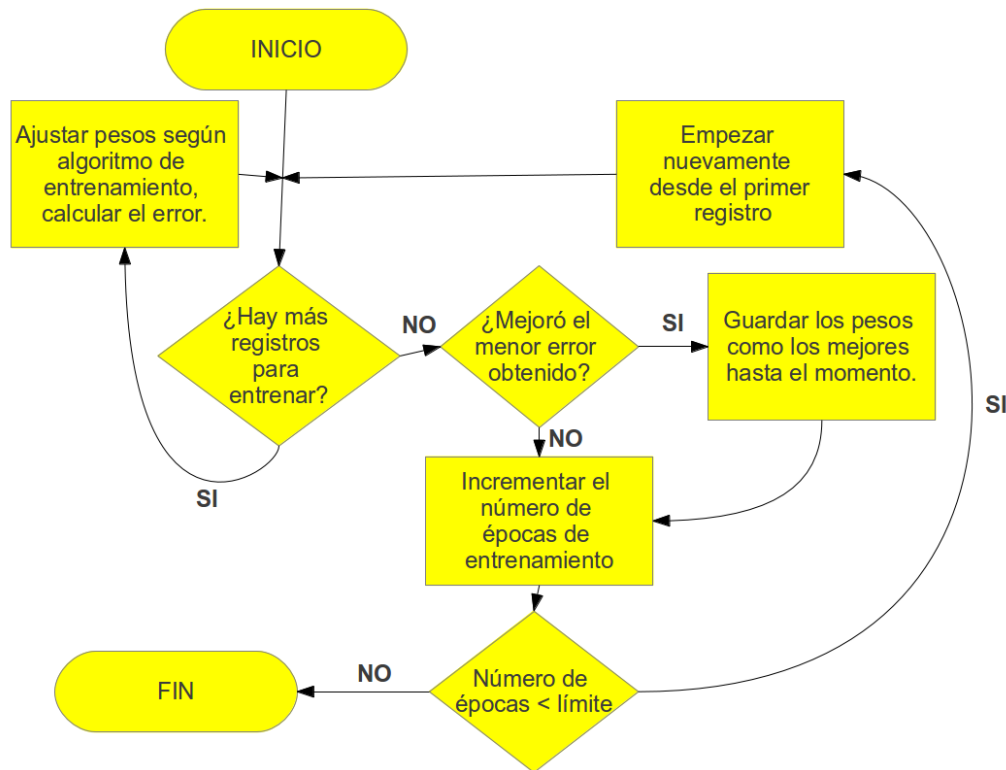 INICIO
Ajustar pesos según
algoritmo de
entrenamiento,
calcular el error.
Empezar
nuevamente
desde el primer
registro
¿Hay más
registros
para
entrenar?
NO
¿Mejoró el
menor error
obtenido?
SI
Guardar los pesos
como los mejores
hasta el momento.
SI
NO
SI
Incrementar el
número de
épocas de
entrenamiento
NO
FIN
Número de
épocas < límite